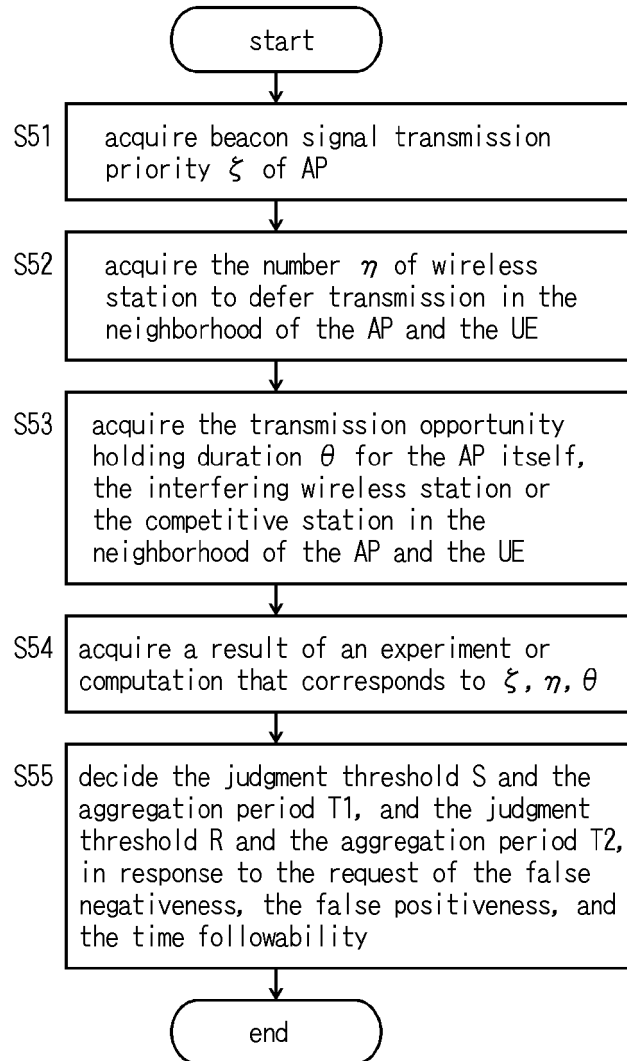 start
S51
acquire beacon signal transmission
priority ζ of AP
S52
acquire the number η of wireless
station to defer transmission in the
neighborhood of the AP and the UE
S53
acquire the transmission opportunity
holding duration θ for the AP itself,
the interfering wireless station or
the competitive station in the
neighborhood of the AP and the UE
S54
acquire a result of an experiment or
computation that corresponds to ζ, η, θ
S55
decide the judgment threshold S and the
aggregation period T1, and the judgment
threshold R and the aggregation period T2,
in response to the request of the false
negativeness, the false positiveness, and
the time followability
end